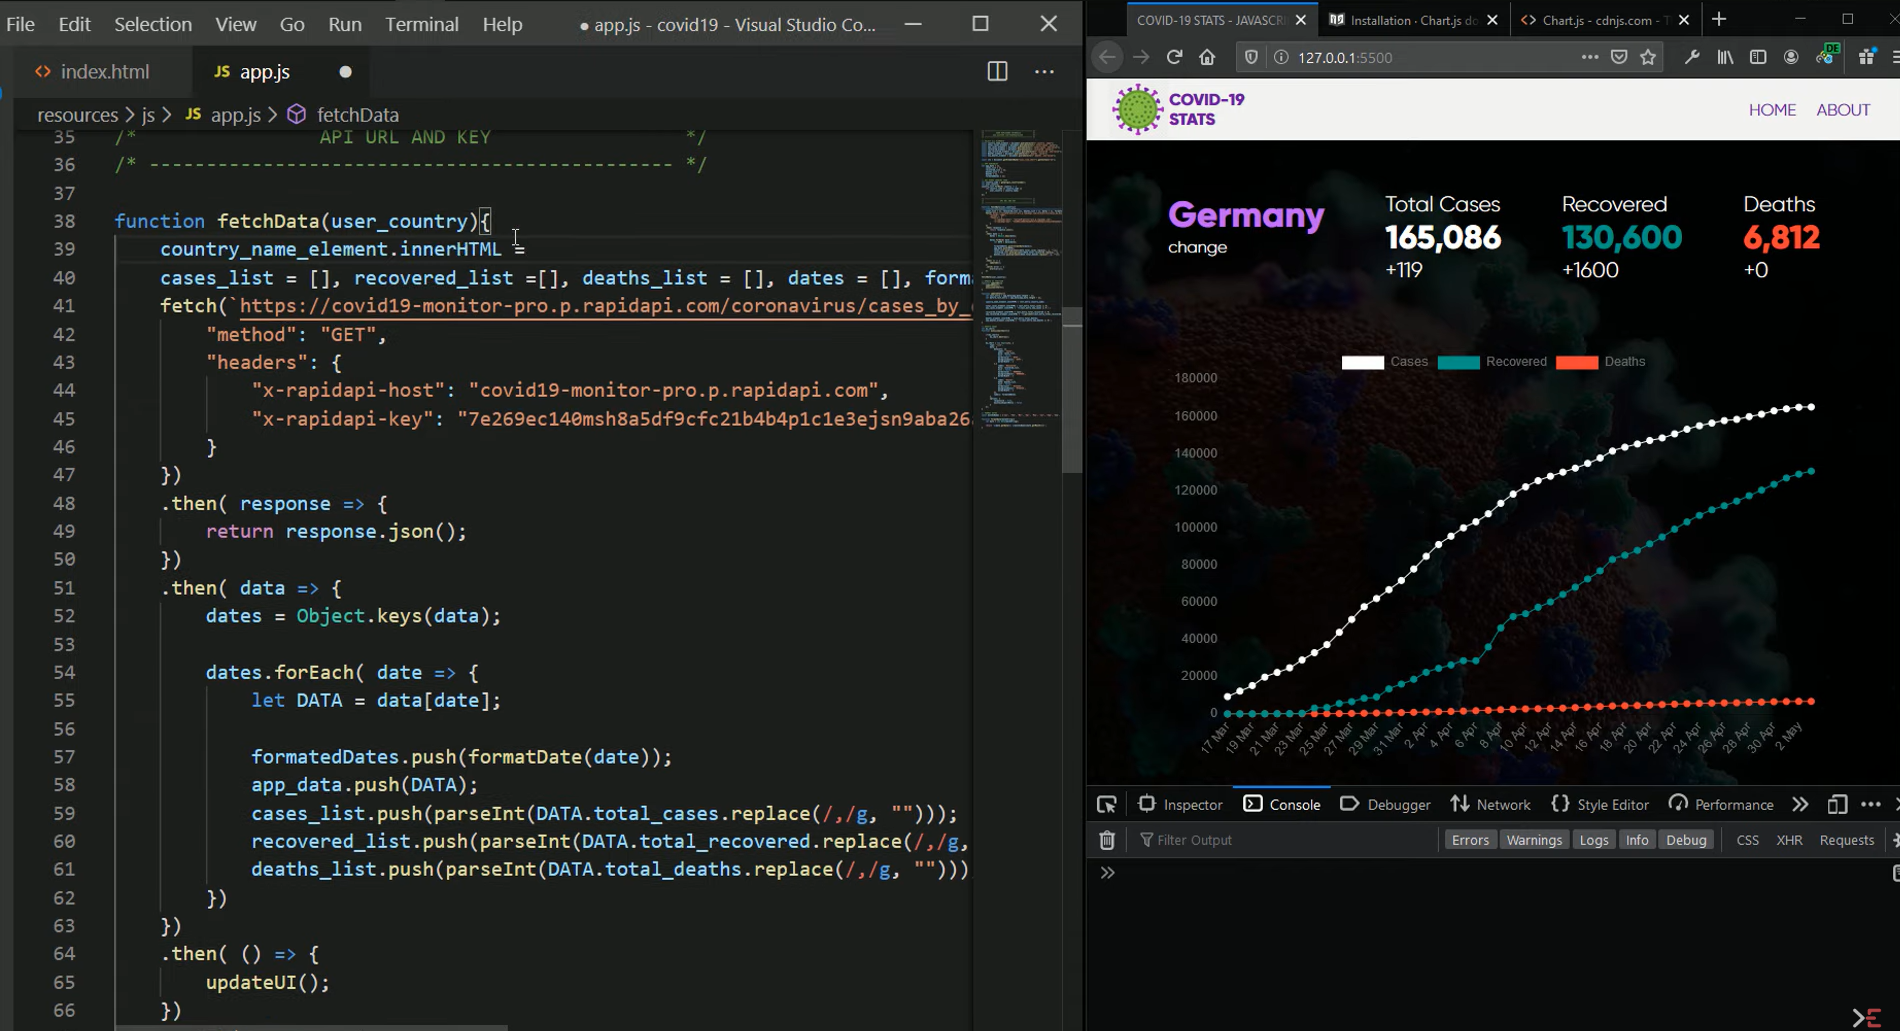 File Edit Selection View Go Run Terminal Help ● app.js - covid19 - Visual Studio Co...
index.html JS app.js
resources > js > JS app.js > fetchData
35 /* API URL AND KEY */
36 /* ---------------------------------------------- */
37
38 function fetchData(user_country){
39 country_name_element.innerHTML =
40 cases_list = [], recovered_list =[], deaths_list = [], dates = [], forma
41 fetch(`https://covid19-monitor-pro.p.rapidapi.com/coronavirus/cases_by_
42 "method": "GET",
43 "headers": {
44 "x-rapidapi-host": "covid19-monitor-pro.p.rapidapi.com",
45 "x-rapidapi-key": "7e269ec140msh8a5df9cfc21b4b4p1c1e3ejsn9aba26
46 }
47 })
48 .then( response => {
49 return response.json();
50 })
51 .then( data => {
52 dates = Object.keys(data);
53
54 dates.forEach( date => {
55 let DATA = data[date];
56
57 formatedDates.push(formatDate(date));
58 app_data.push(DATA);
59 cases_list.push(parseInt(DATA.total_cases.replace(/,/g, "")));
60 recovered_list.push(parseInt(DATA.total_recovered.replace(/,/g,
61 deaths_list.push(parseInt(DATA.total_deaths.replace(/,/g, "")))
62 })
63 })
64 .then( () => {
65 updateUI();
66 })
COVID-19 STATS - JAVASCRI Installation · Chart.js do Chart.js - cdnjs.com - T
127.0.0.1:5500
DE
COVID-19
STATS
HOME ABOUT
Germany
change
Total Cases
165,086
+119
Recovered
130,600
+1600
Deaths
6,812
+0
Cases Recovered Deaths
180000
160000
140000
120000
100000
80000
60000
40000
20000
0
17 Mar 19 Mar 21 Mar 23 Mar 25 Mar 27 Mar 29 Mar 31 Mar 2 Apr 4 Apr 6 Apr 8 Apr 10 Apr 12 Apr 14 Apr 16 Apr 18 Apr 20 Apr 22 Apr 24 Apr 26 Apr 28 Apr 30 Apr 2 May
Inspector Console Debugger Network Style Editor Performance
Filter Output Errors Warnings Logs Info Debug CSS XHR Requests